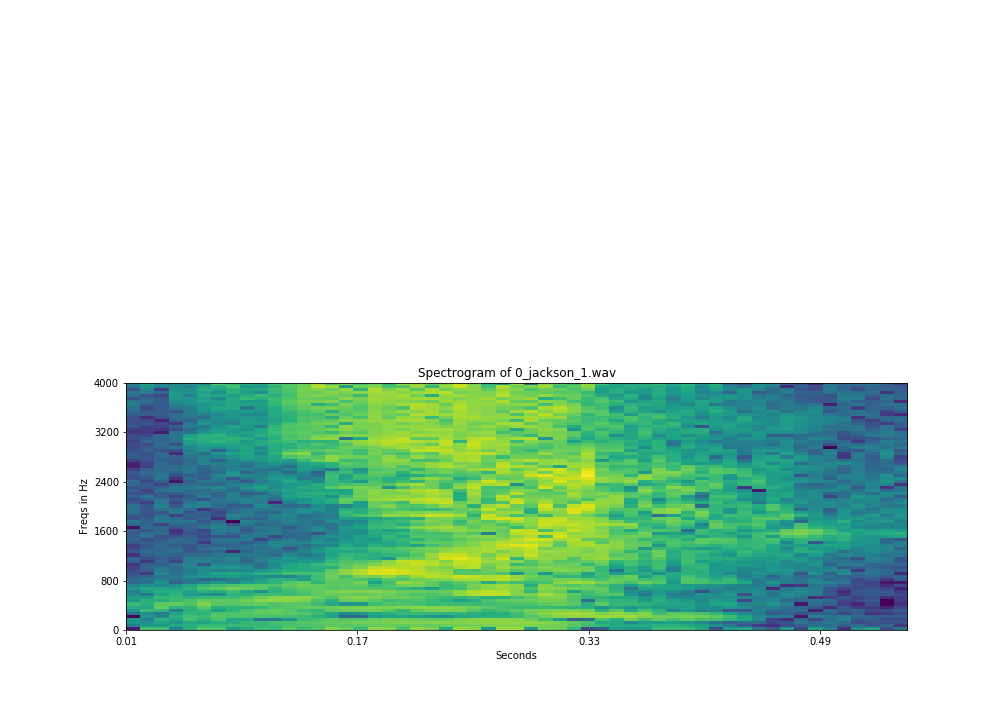 Spectrogram of 0_jackson_1.wav
4000
3200
2400
1600
800
0
Freqs in Hz
0.01 0.17 0.33 0.49
Seconds